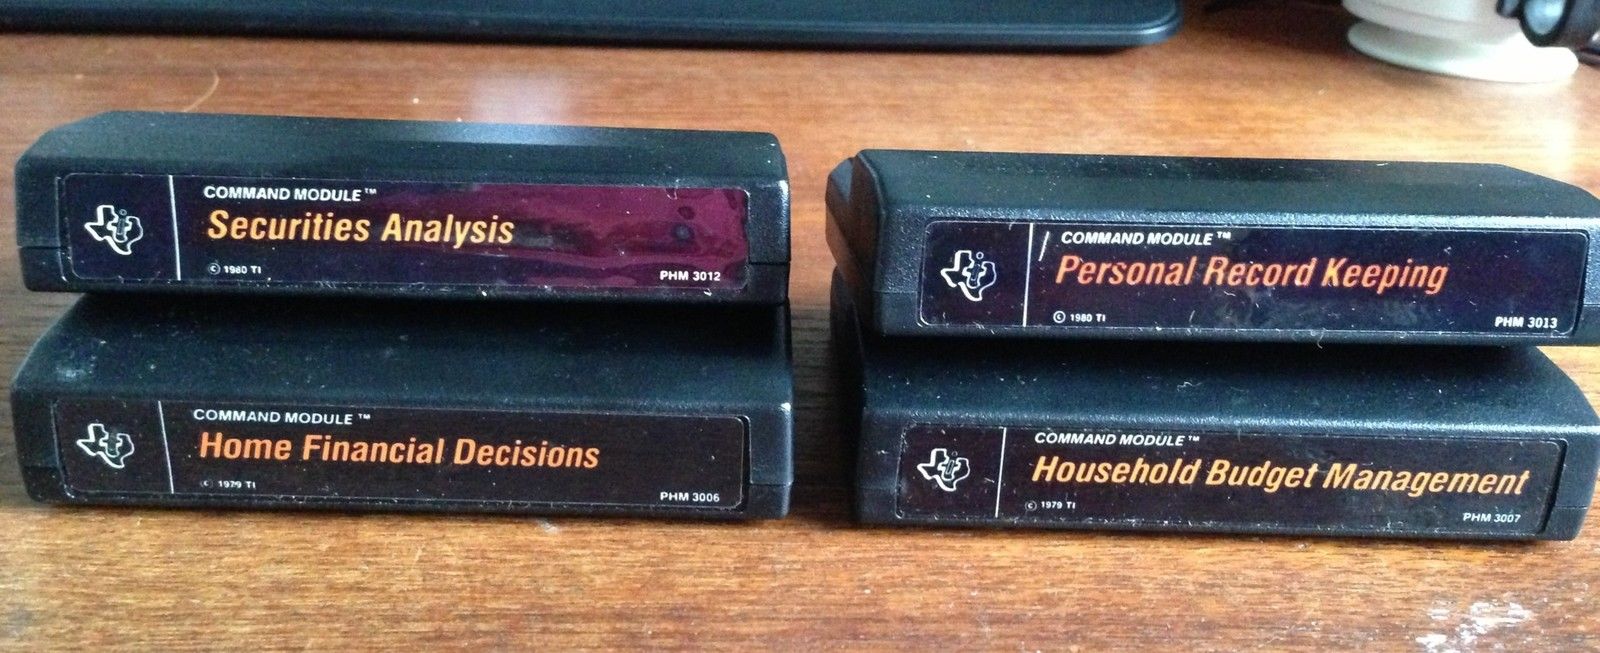 COMMAND MODULE™
Securities Analysis
© 1980 TI
PHM 3012
COMMAND MODULE™
Personal Record Keeping
© 1980 TI
PHM 3013
COMMAND MODULE™
Home Financial Decisions
© 1979 TI
PHM 3006
COMMAND MODULE™
Household Budget Management
© 1979 TI
PHM 3007